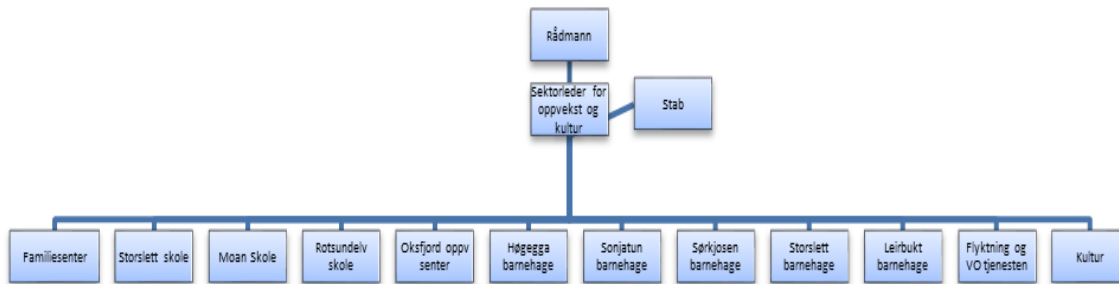 Rådmann
Sektorleder for
oppvekst og
kultur
Stab
Familiesenter
Storslett skole
Moan Skole
Rotsundelv
skole
Oksfjord oppv
senter
Høgegga
barnehage
Sonjatun
barnehage
Sørkjosen
barnehage
Storslett
barnehage
Leirbukt
barnehage
Flyktning og
VO tjenesten
Kultur